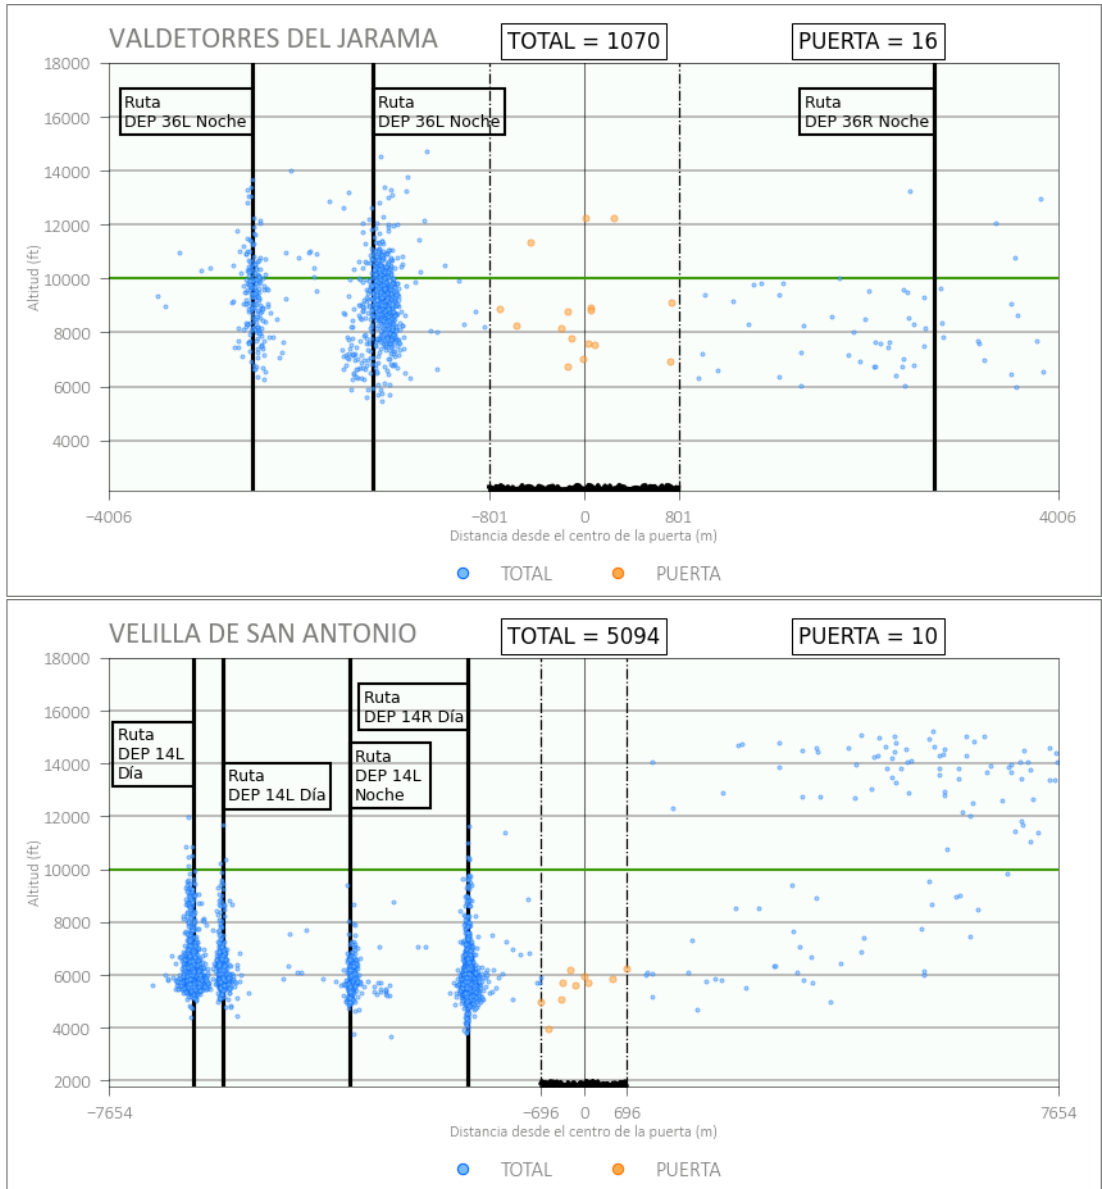 VALDETORRES DEL JARAMA
TOTAL = 1070
PUERTA = 16
18000
16000
14000
12000
10000
8000
6000
4000
Altitud (ft)
Ruta
DEP 36L Noche
Ruta
DEP 36L Noche
Ruta
DEP 36R Noche
−4006
−801
0
801
4006
Distancia desde el centro de la puerta (m)
TOTAL
PUERTA
VELILLA DE SAN ANTONIO
TOTAL = 5094
PUERTA = 10
18000
16000
14000
12000
10000
8000
6000
4000
2000
Altitud (ft)
Ruta
DEP 14L
Día
Ruta
DEP 14L Día
Ruta
DEP 14R Día
Ruta
DEP 14L
Noche
−7654
−696
0
696
7654
Distancia desde el centro de la puerta (m)
TOTAL
PUERTA